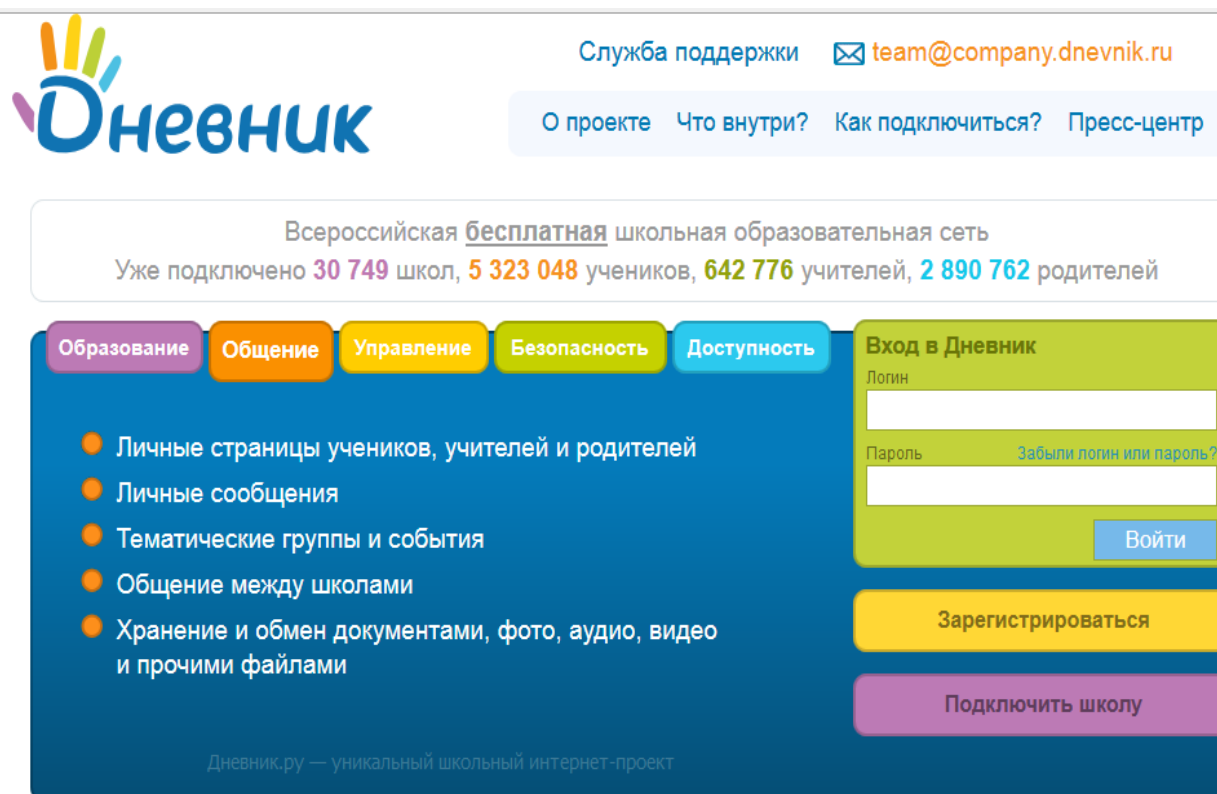 Служба поддержки team@company.dnevnik.ru
Дневник
О проекте Что внутри? Как подключиться? Пресс-центр
Всероссийская бесплатная школьная образовательная сеть
Уже подключено 30 749 школ, 5 323 048 учеников, 642 776 учителей, 2 890 762 родителей
Образование Общение Управление Безопасность Доступность
Личные страницы учеников, учителей и родителей
Личные сообщения
Тематические группы и события
Общение между школами
Хранение и обмен документами, фото, аудио, видео
и прочими файлами
Дневник.ру — уникальный школьный интернет-проект
Вход в Дневник
Логин
Пароль Забыли логин или пароль?
Войти
Зарегистрироваться
Подключить школу